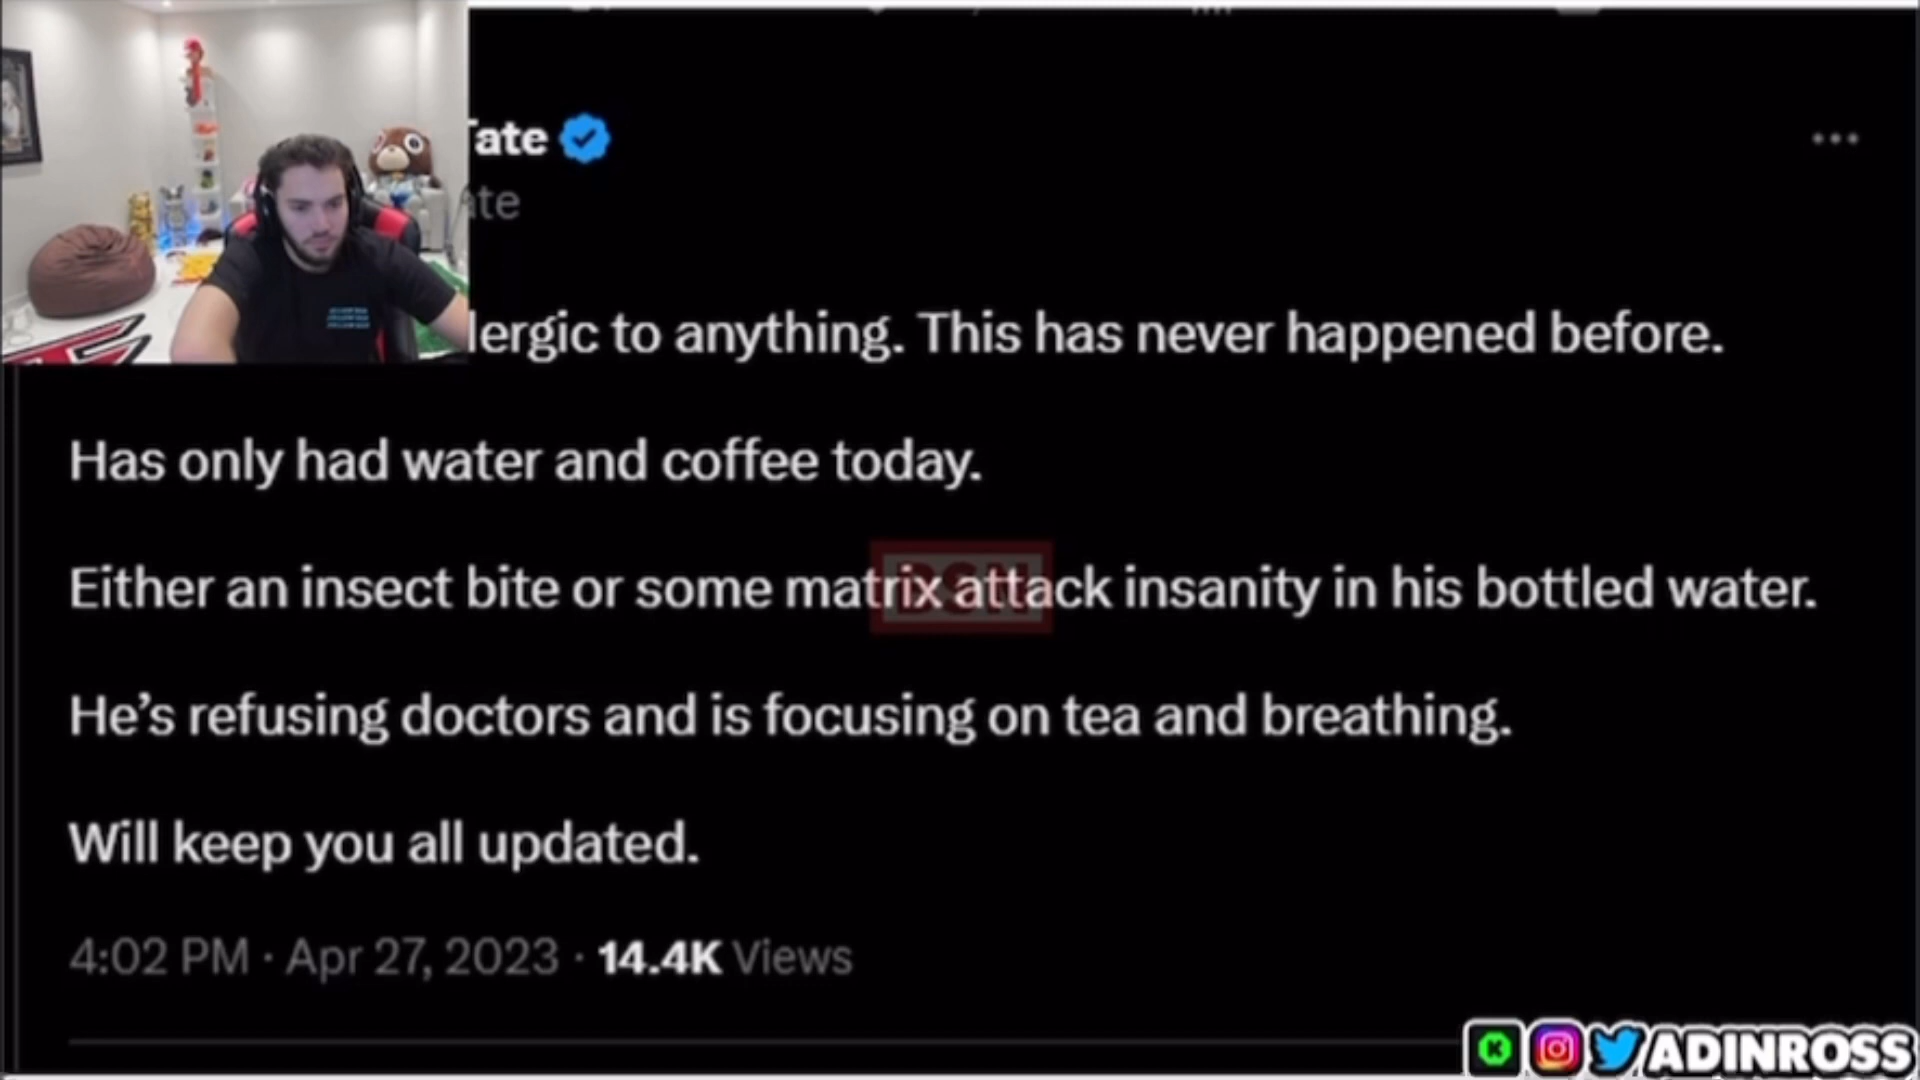 Tate
ate
lergic to anything. This has never happened before.
Has only had water and coffee today.
Either an insect bite or some matrix attack insanity in his bottled water.
He’s refusing doctors and is focusing on tea and breathing.
Will keep you all updated.
4:02 PM · Apr 27, 2023 · 14.4K Views
ADINROSS